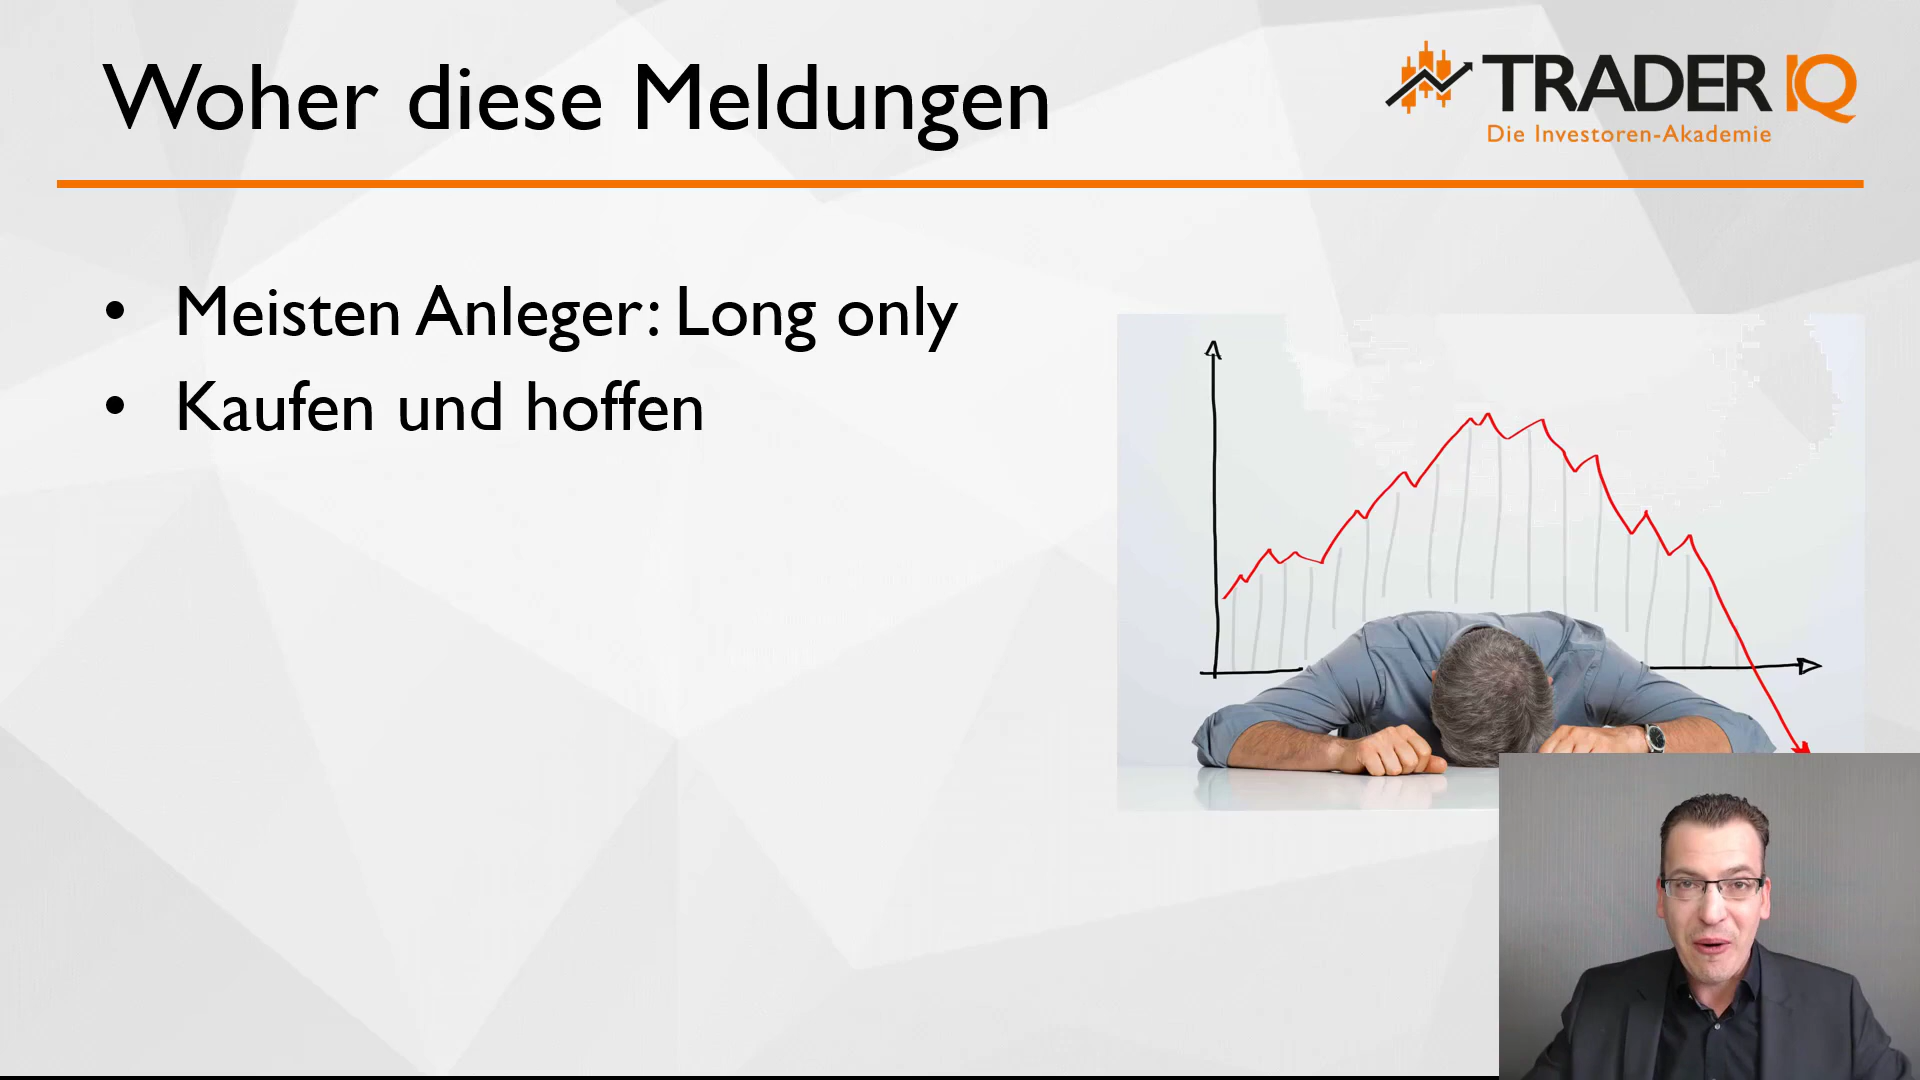 Woher diese Meldungen
TRADER IQ
Die Investoren-Akademie
• Meisten Anleger: Long only
• Kaufen und hoffen